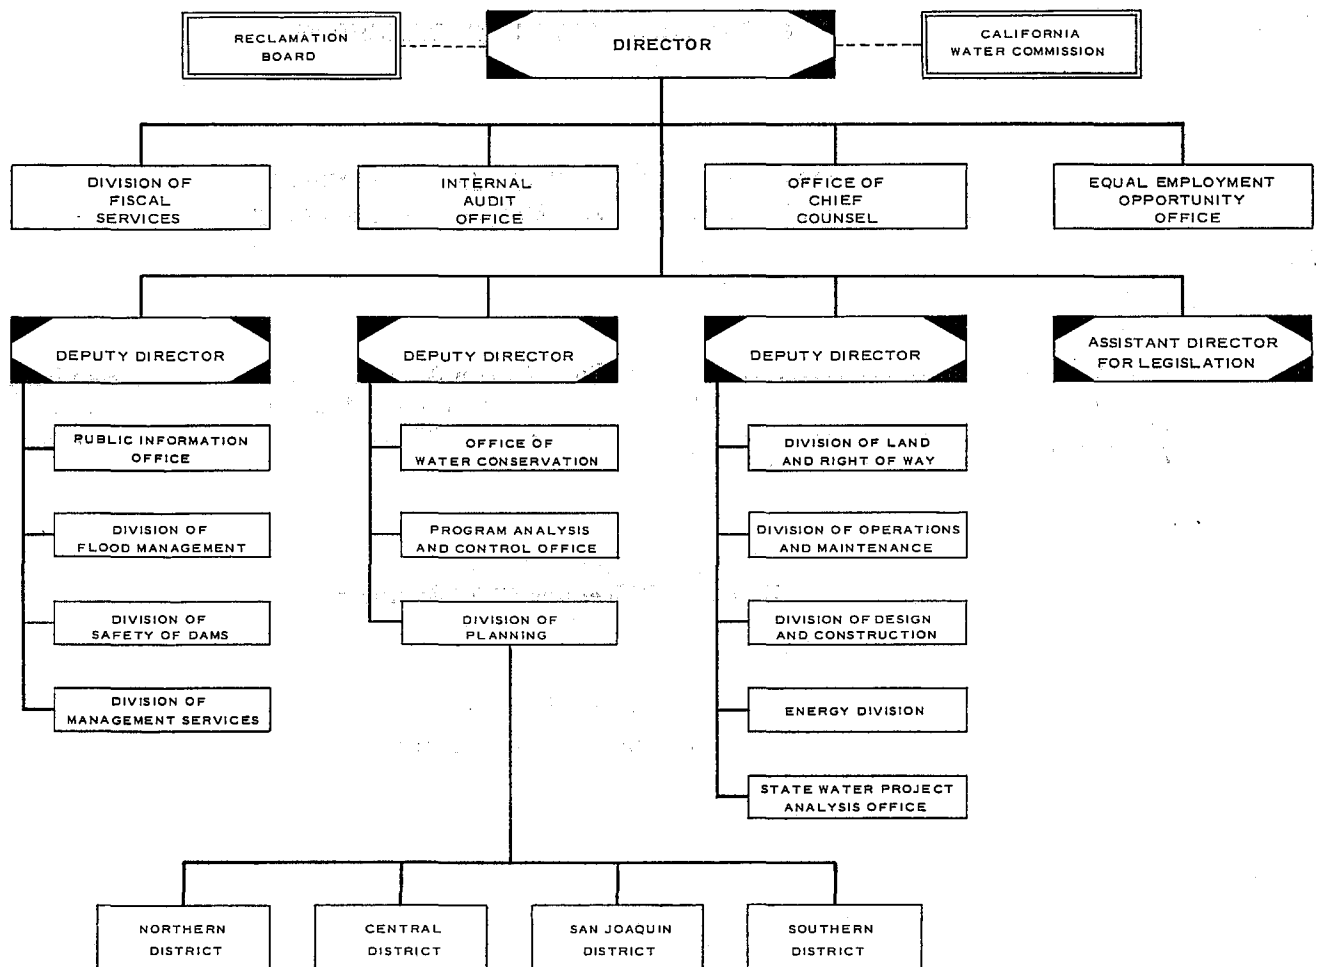 RECLAMATION
BOARD
DIRECTOR
CALIFORNIA
WATER COMMISSION
DIVISION OF
FISCAL
SERVICES
INTERNAL
AUDIT
OFFICE
OFFICE OF
CHIEF
COUNSEL
EQUAL EMPLOYMENT
OPPORTUNITY
OFFICE
DEPUTY DIRECTOR
DEPUTY DIRECTOR
DEPUTY DIRECTOR
ASSISTANT DIRECTOR
FOR LEGISLATION
PUBLIC INFORMATION
OFFICE
DIVISION OF
FLOOD MANAGEMENT
DIVISION OF
SAFETY OF DAMS
DIVISION OF
MANAGEMENT SERVICES
OFFICE OF
WATER CONSERVATION
PROGRAM ANALYSIS
AND CONTROL OFFICE
DIVISION OF
PLANNING
DIVISION OF LAND
AND RIGHT OF WAY
DIVISION OF OPERATIONS
AND MAINTENANCE
DIVISION OF DESIGN
AND CONSTRUCTION
ENERGY DIVISION
STATE WATER PROJECT
ANALYSIS OFFICE
NORTHERN
DISTRICT
CENTRAL
DISTRICT
SAN JOAQUIN
DISTRICT
SOUTHERN
DISTRICT